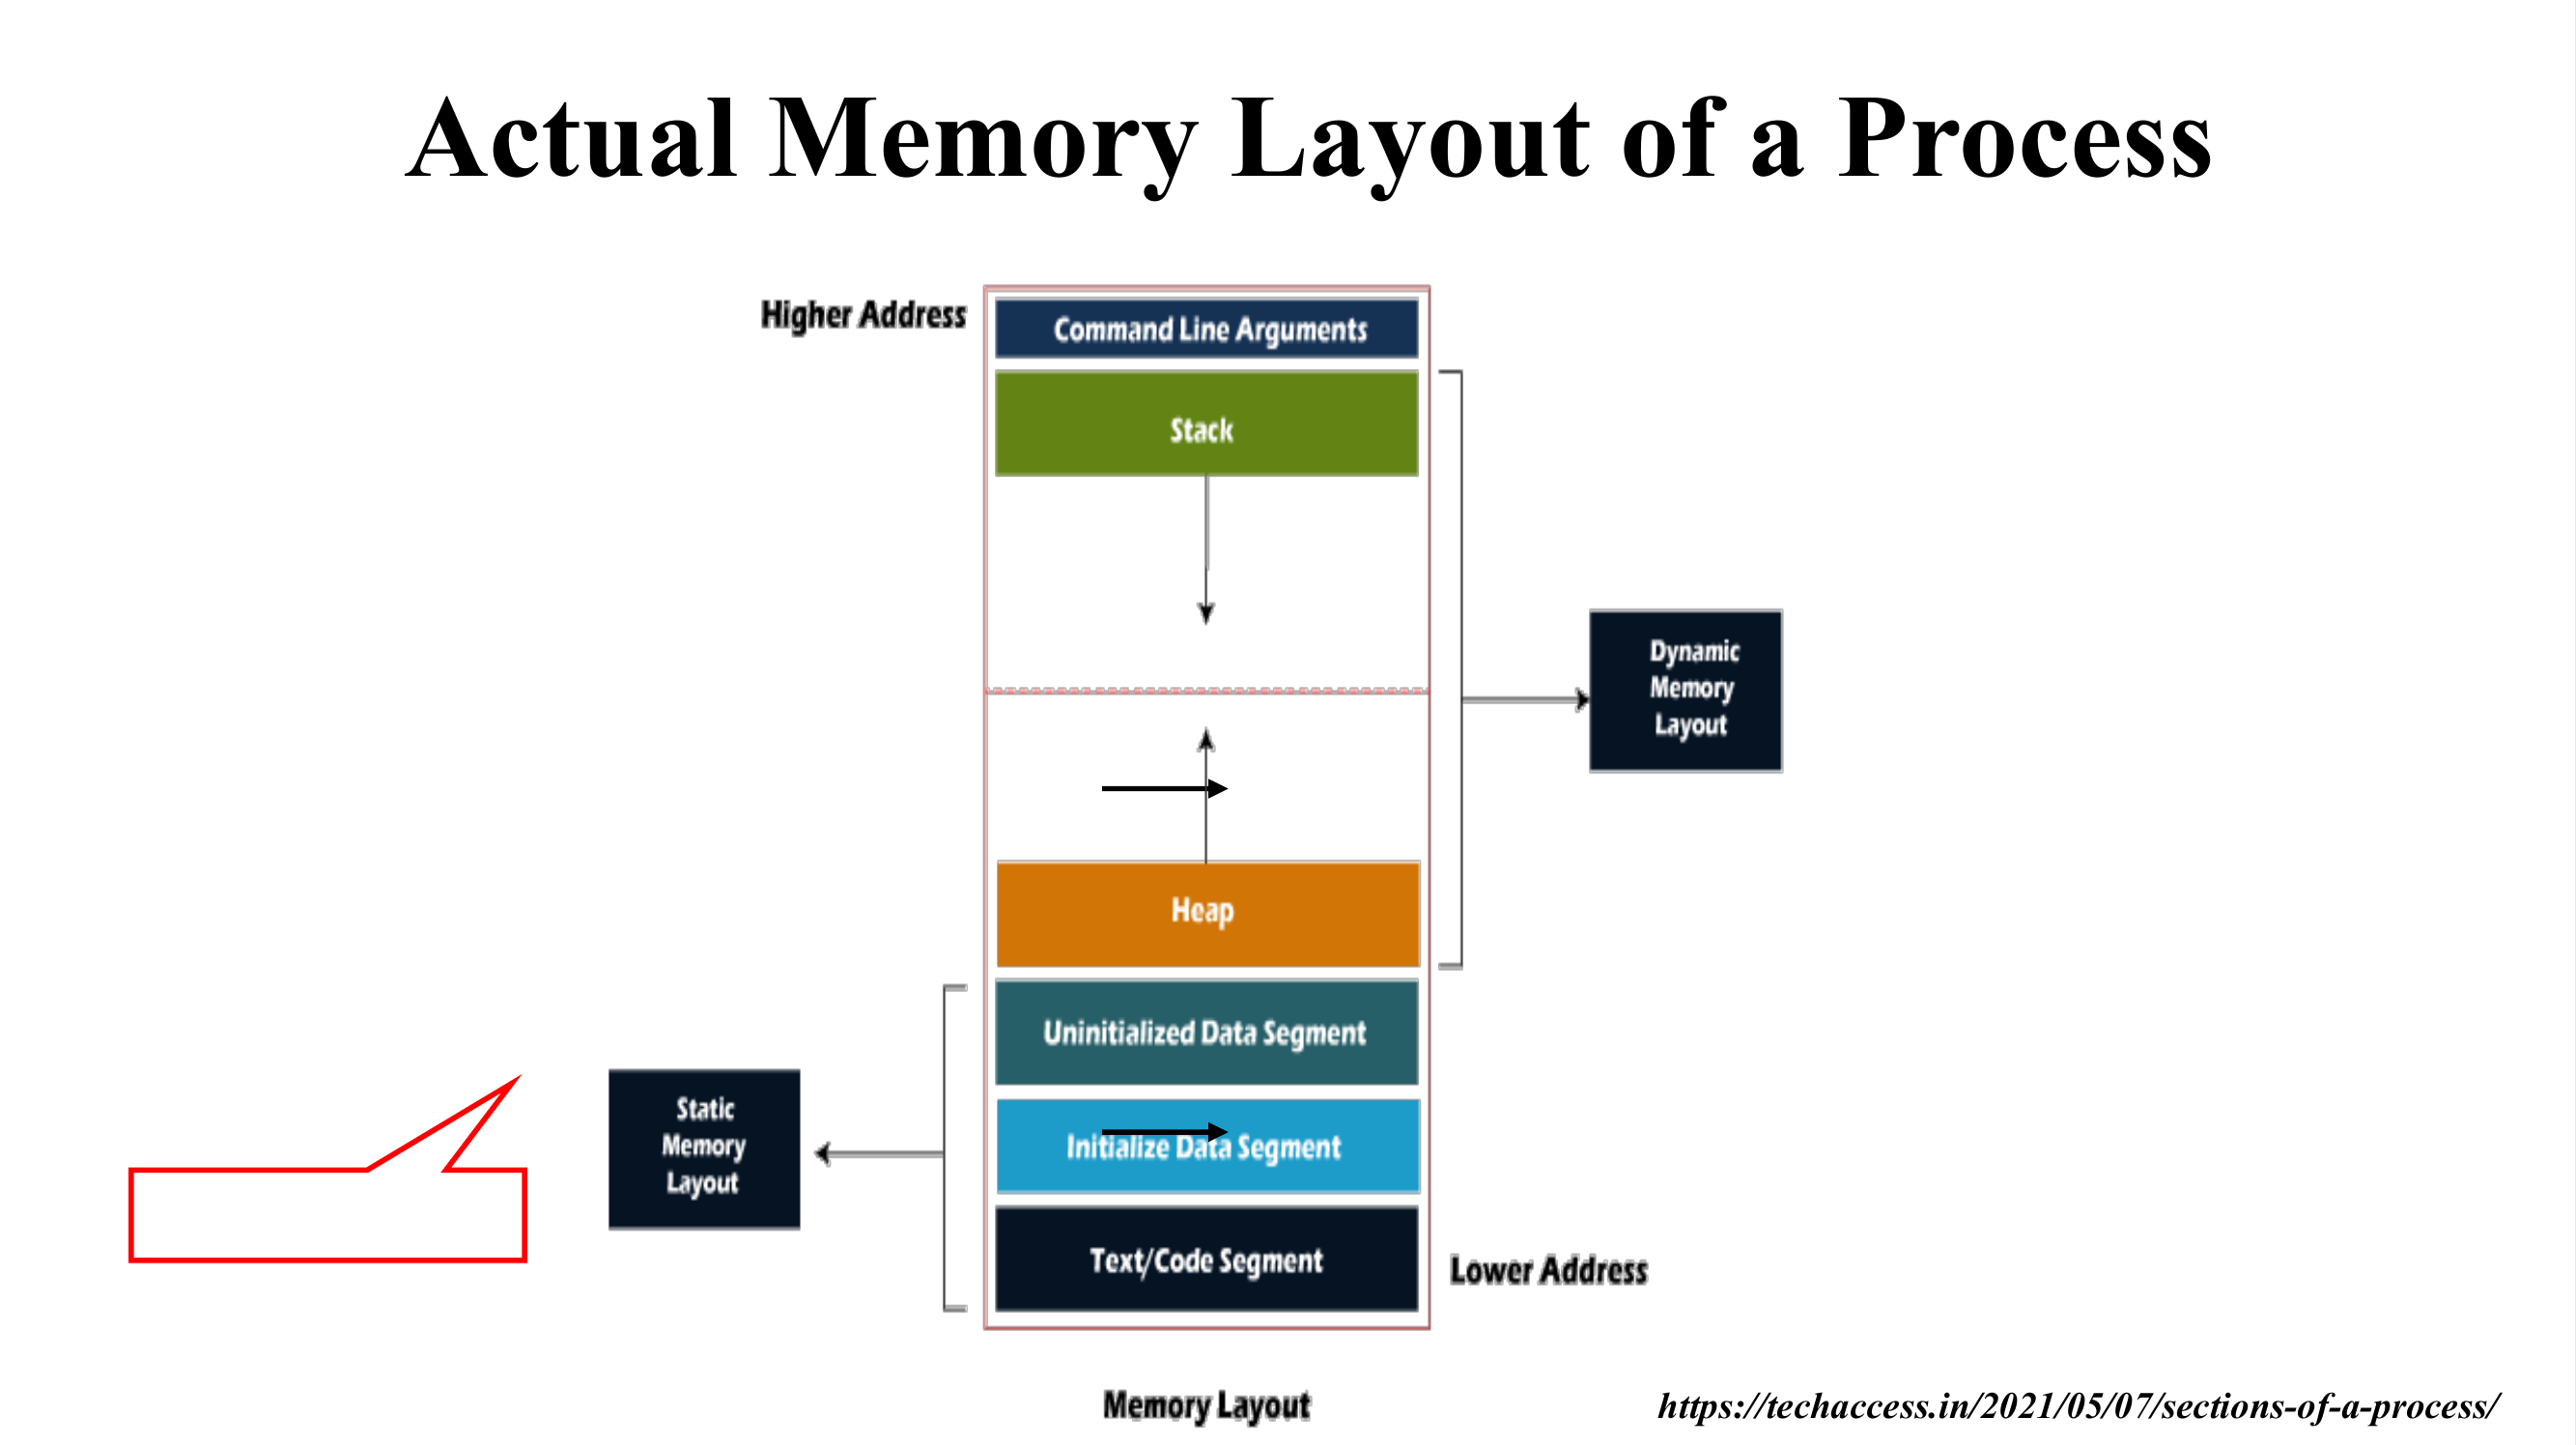 Actual Memory Layout of a Process
Higher Address
Command Line Arguments
Stack
Dynamic
Memory
Layout
Heap
Uninitialized Data Segment
Static
Memory
Layout
Initialize Data Segment
Text/Code Segment
Lower Address
Memory Layout
https://techaccess.in/2021/05/07/sections-of-a-process/